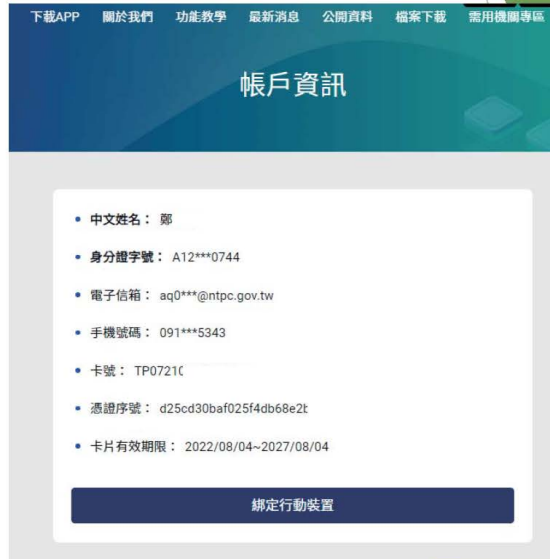 下載APP 關於我們 功能教學 最新消息 公開資料 檔案下載 需用機關專區
帳戶資訊
中文姓名： 鄭
身分證字號： A12***0744
電子信箱： aq0***@ntpc.gov.tw
手機號碼： 091***5343
卡號： TP0721
憑證序號： d25cd30baf025f4db68e2
卡片有效期限： 2022/08/04~2027/08/04
綁定行動裝置